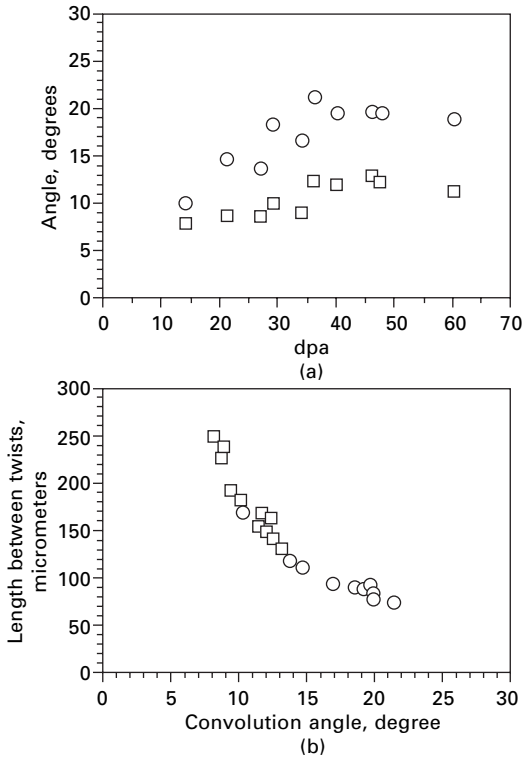 30
25
20
15
10
5
0
Angle, degrees
0 10 20 30 40 50 60 70
dpa
(a)
300
250
200
150
100
50
0
Length between twists,
micrometers
0 5 10 15 20 25 30
Convolution angle, degree
(b)